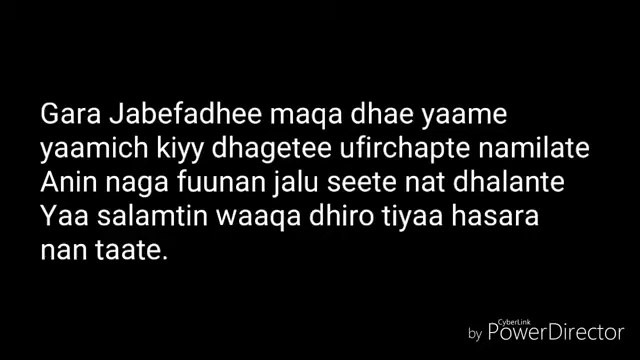 Gara Jabefadhee maqa dhae yaame
yaamich kiyy dhagetee ufirchapte namilate
Anin naga fuunan jalu seete nat dhalante
Yaa salamtin waaqa dhiro tiyaa hasara
nan taate.
by CyberLink PowerDirector